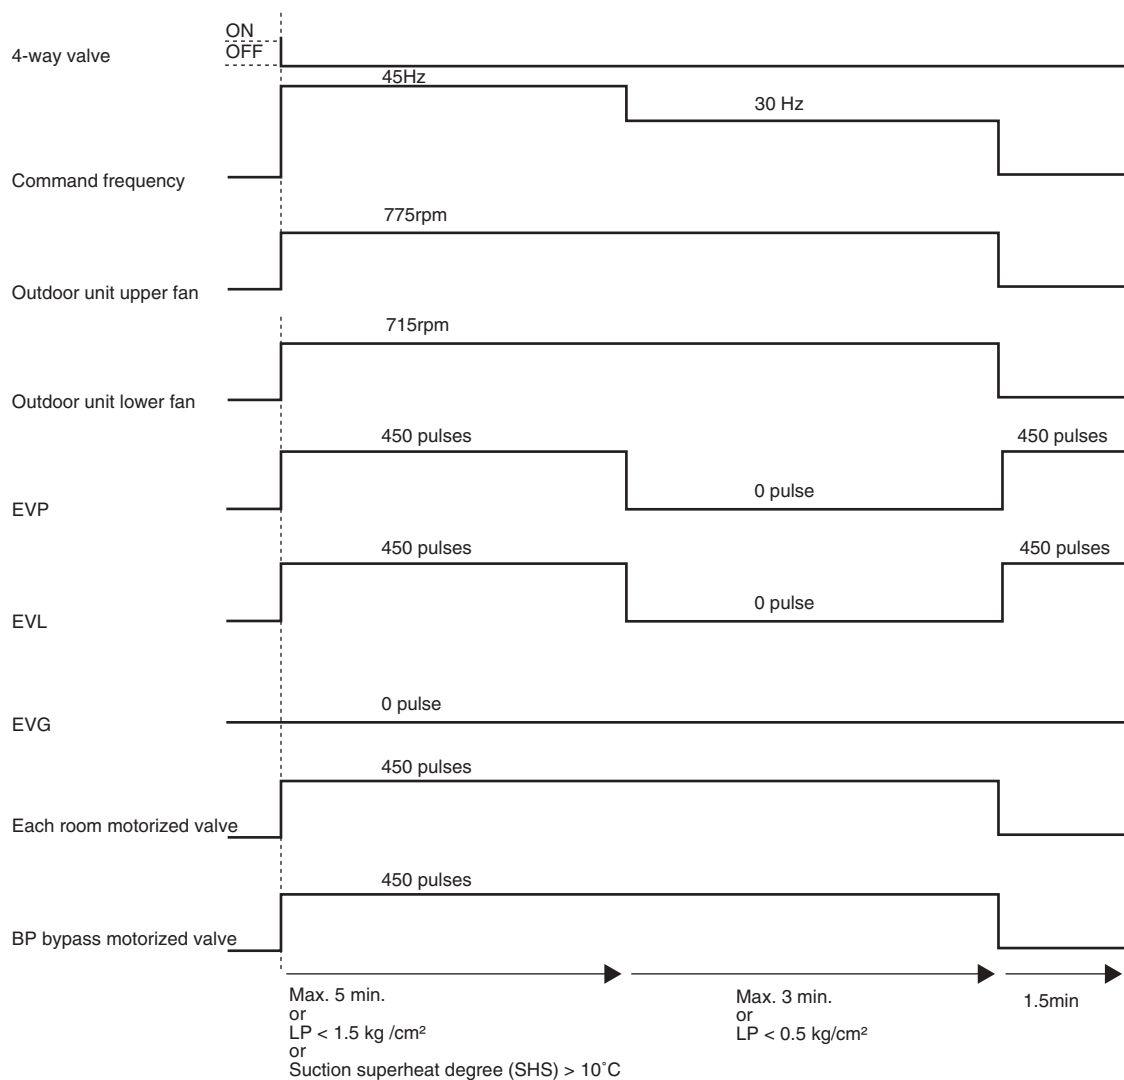 ON
4-way valve
OFF
45Hz
30 Hz
Command frequency
775rpm
Outdoor unit upper fan
715rpm
Outdoor unit lower fan
450 pulses
450 pulses
0 pulse
EVP
450 pulses
450 pulses
0 pulse
EVL
0 pulse
EVG
450 pulses
Each room motorized valve
450 pulses
BP bypass motorized valve
Max. 5 min.
or
LP < 1.5 kg /cm²
or
Suction superheat degree (SHS) > 10˚C
Max. 3 min.
or
LP < 0.5 kg/cm²
1.5min